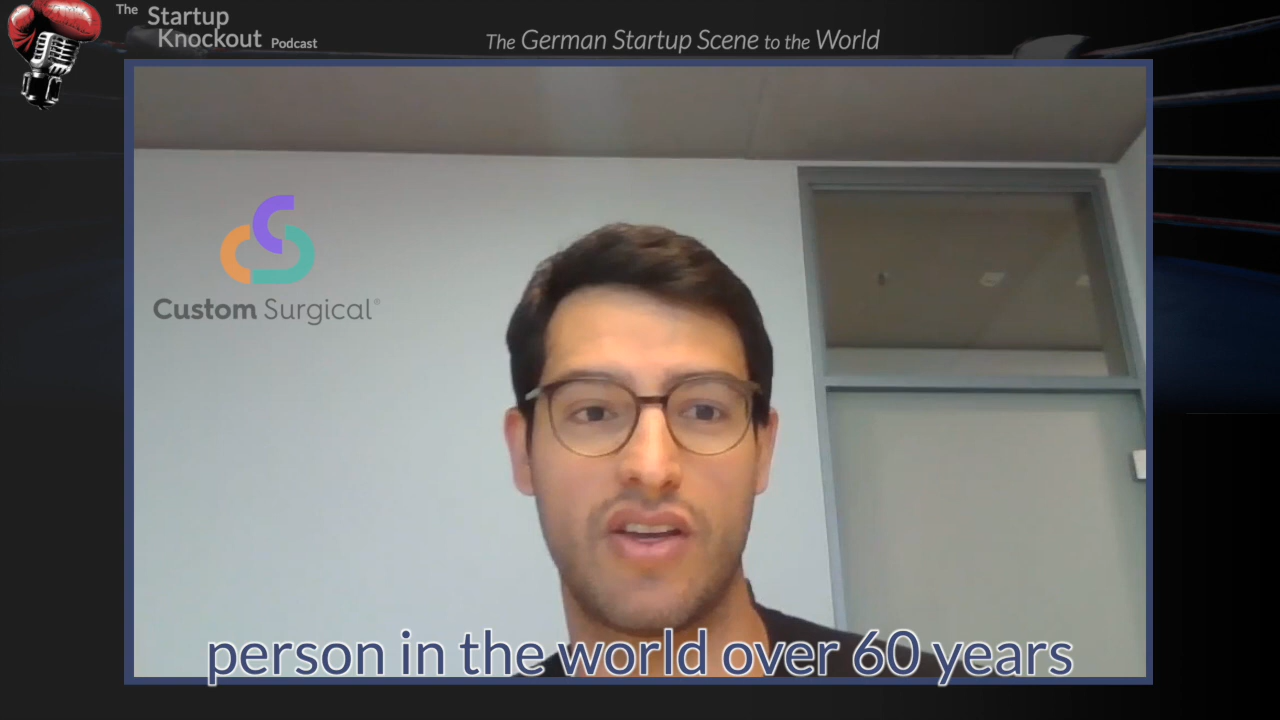 The Startup
Knockout Podcast
The German Startup Scene to the World
Custom Surgical®
person in the world over 60 years